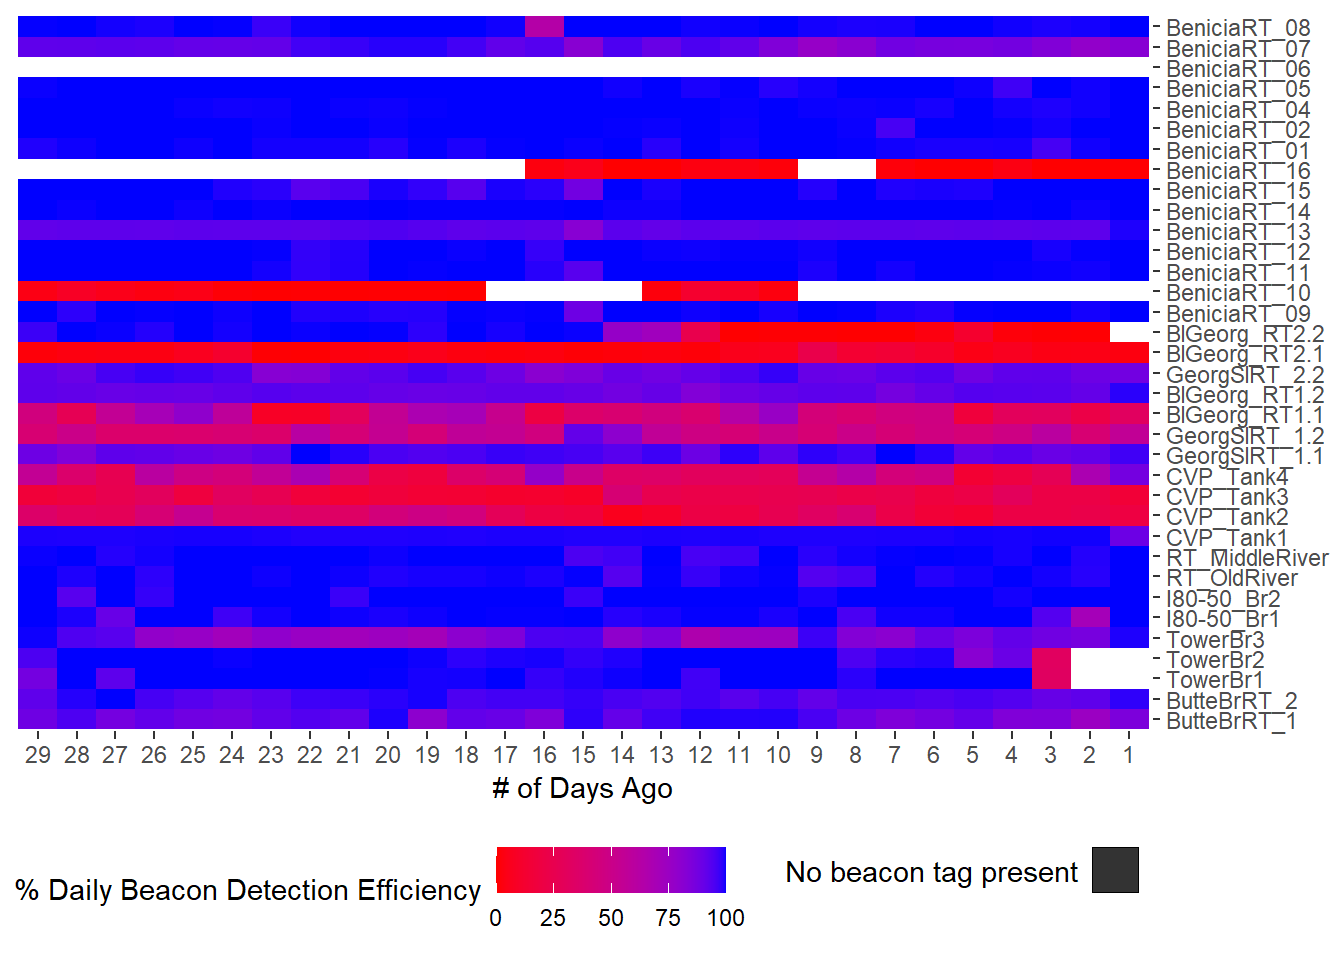 BeniciaRT_08
BeniciaRT_07
BeniciaRT_06
BeniciaRT_05
BeniciaRT_04
BeniciaRT_02
BeniciaRT_01
BeniciaRT_16
BeniciaRT_15
BeniciaRT_14
BeniciaRT_13
BeniciaRT_12
BeniciaRT_11
BeniciaRT_10
BeniciaRT_09
BlGeorg_RT2.2
BlGeorg_RT2.1
GeorgSlRT_2.2
BlGeorg_RT1.2
BlGeorg_RT1.1
GeorgSlRT_1.2
GeorgSlRT_1.1
CVP_Tank4
CVP_Tank3
CVP_Tank2
CVP_Tank1
RT_MiddleRiver
RT_OldRiver
I80-50_Br2
I80-50_Br1
TowerBr3
TowerBr2
TowerBr1
ButteBrRT_2
ButteBrRT_1
29 28 27 26 25 24 23 22 21 20 19 18 17 16 15 14 13 12 11 10 9 8 7 6 5 4 3 2 1
# of Days Ago
% Daily Beacon Detection Efficiency
0 25 50 75 100
No beacon tag present